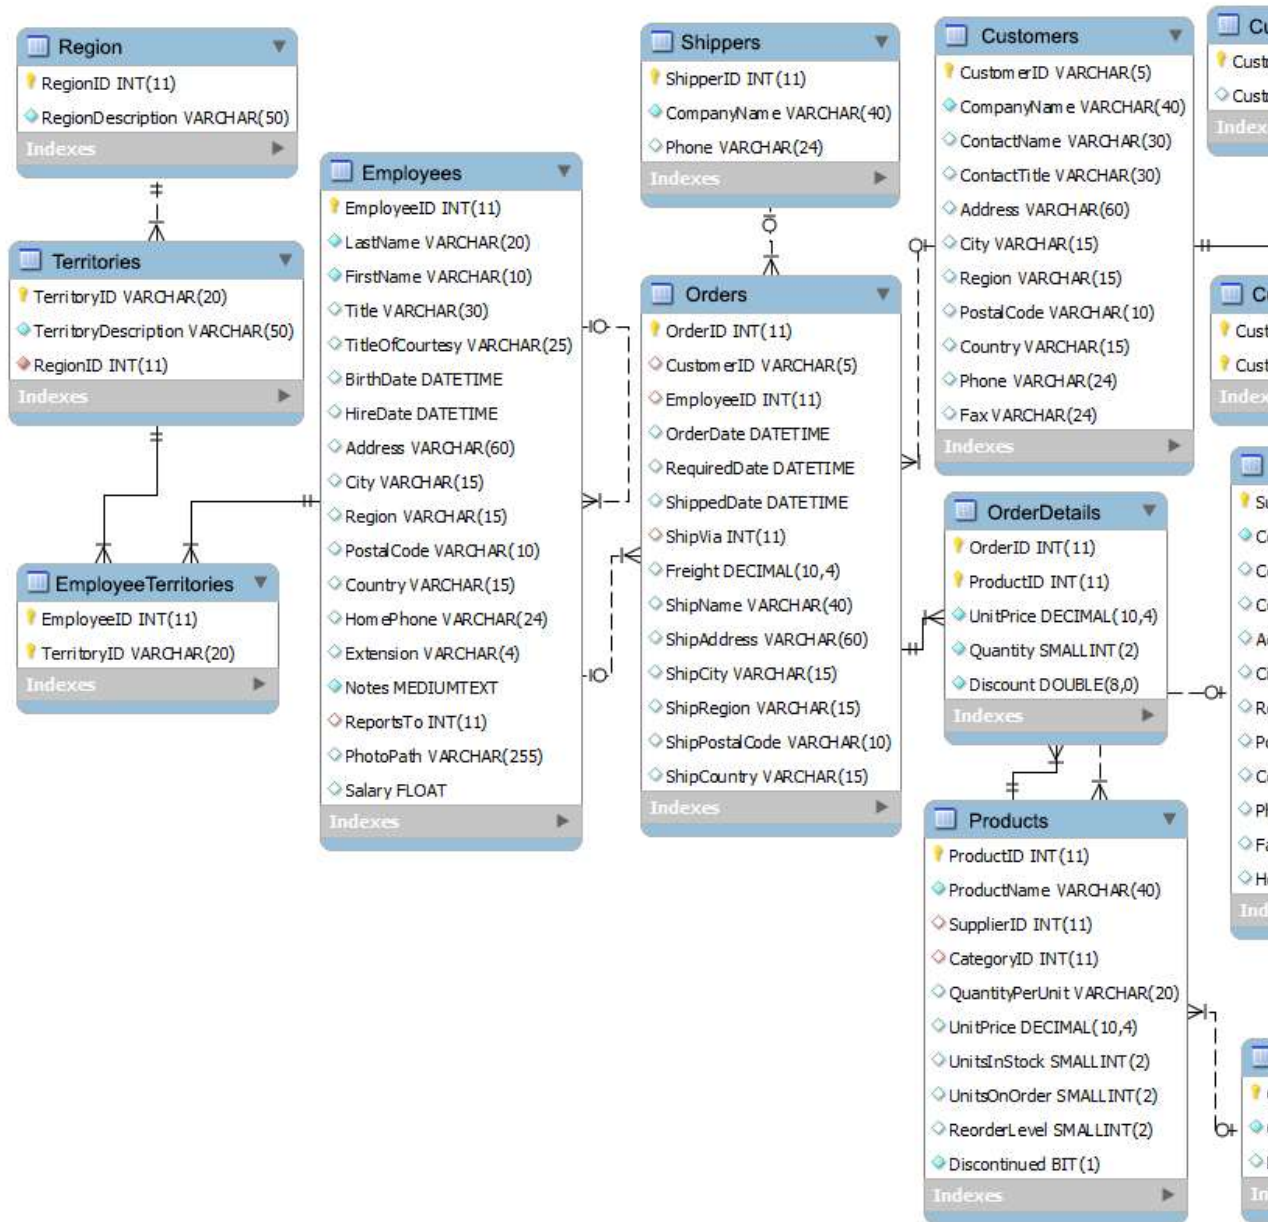 Region
RegionID INT(11)
RegionDescription VARCHAR(50)
Indexes
Territories
TerritoryID VARCHAR(20)
TerritoryDescription VARCHAR(50)
RegionID INT(11)
Indexes
EmployeeTerritories
EmployeeID INT(11)
TerritoryID VARCHAR(20)
Indexes
Employees
EmployeeID INT(11)
LastName VARCHAR(20)
FirstName VARCHAR(10)
Title VARCHAR(30)
TitleOfCourtesy VARCHAR(25)
BirthDate DATETIME
HireDate DATETIME
Address VARCHAR(60)
City VARCHAR(15)
Region VARCHAR(15)
PostalCode VARCHAR(10)
Country VARCHAR(15)
HomePhone VARCHAR(24)
Extension VARCHAR(4)
Notes MEDIUMTEXT
ReportsTo INT(11)
PhotoPath VARCHAR(255)
Salary FLOAT
Indexes
Shippers
ShipperID INT(11)
CompanyName VARCHAR(40)
Phone VARCHAR(24)
Indexes
Orders
OrderID INT(11)
CustomerID VARCHAR(5)
EmployeeID INT(11)
OrderDate DATETIME
RequiredDate DATETIME
ShippedDate DATETIME
ShipVia INT(11)
Freight DECIMAL(10,4)
ShipName VARCHAR(40)
ShipAddress VARCHAR(60)
ShipCity VARCHAR(15)
ShipRegion VARCHAR(15)
ShipPostalCode VARCHAR(10)
ShipCountry VARCHAR(15)
Indexes
Customers
CustomerID VARCHAR(5)
CompanyName VARCHAR(40)
ContactName VARCHAR(30)
ContactTitle VARCHAR(30)
Address VARCHAR(60)
City VARCHAR(15)
Region VARCHAR(15)
PostalCode VARCHAR(10)
Country VARCHAR(15)
Phone VARCHAR(24)
Fax VARCHAR(24)
Indexes
OrderDetails
OrderID INT(11)
ProductID INT(11)
UnitPrice DECIMAL(10,4)
Quantity SMALLINT(2)
Discount DOUBLE(8,0)
Indexes
Products
ProductID INT(11)
ProductName VARCHAR(40)
SupplierID INT(11)
CategoryID INT(11)
QuantityPerUnit VARCHAR(20)
UnitPrice DECIMAL(10,4)
UnitsInStock SMALLINT(2)
UnitsOnOrder SMALLINT(2)
ReorderLevel SMALLINT(2)
Discontinued BIT(1)
Indexes